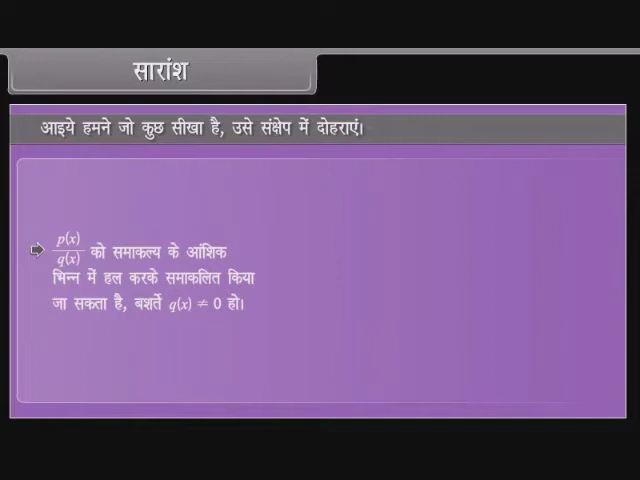 सारांश
आइये हमने जो कुछ सीखा है, उसे संक्षेप में दोहराएं।
p(x)/q(x) को समाकल्य के आंशिक
भिन्न में हल करके समाकलित किया
जा सकता है, बशर्ते q(x) ≠ 0 हो।